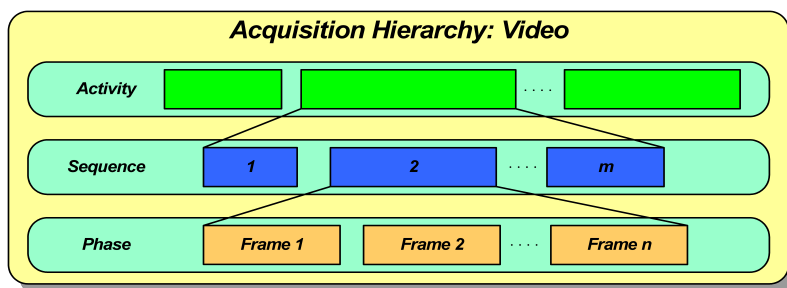 Acquisition Hierarchy: Video
Activity . . . .
Sequence 1 2 . . . . m
Phase Frame 1 Frame 2 . . . . Frame n